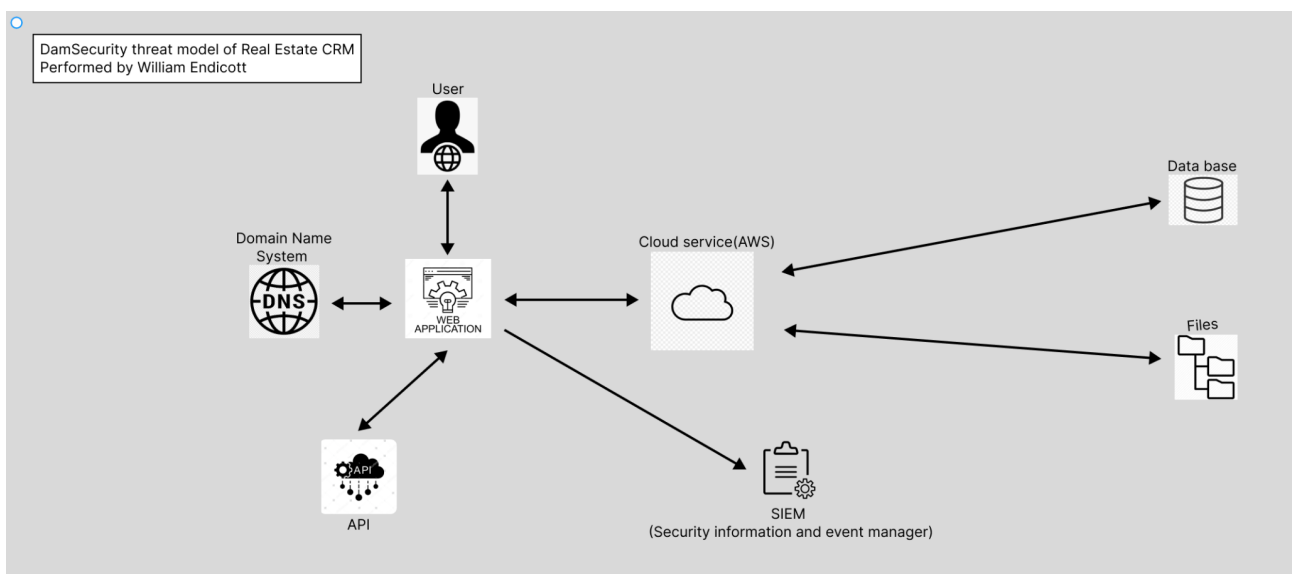 DamSecurity threat model of Real Estate CRM
Performed by William Endicott
User
Data base
Domain Name
System
Cloud service(AWS)
DNS
WEB
APPLICATION
Files
API
API
SIEM
(Security information and event manager)